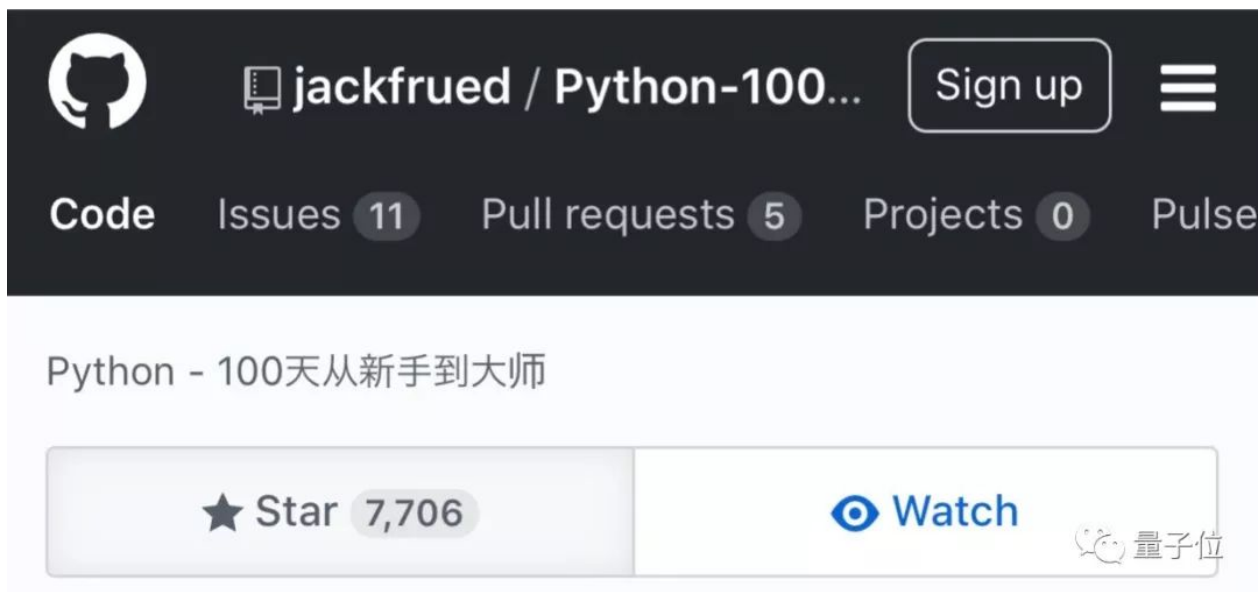 jackfrued / Python-100... Sign up
Code Issues 11 Pull requests 5 Projects 0 Pulse
Python - 100天从新手到大师
Star 7,706 Watch
量子位